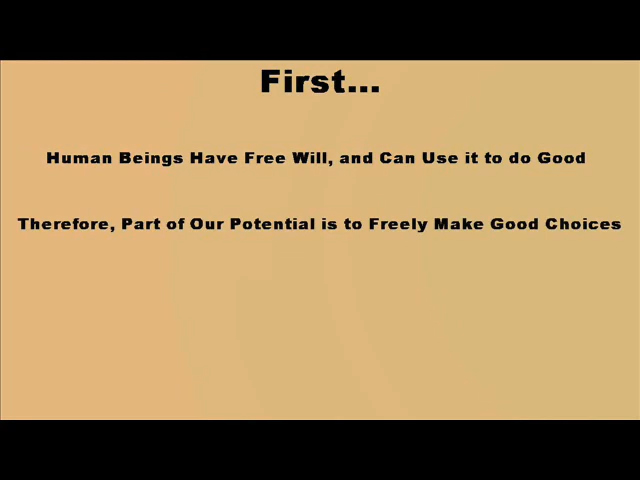 First...
Human Beings Have Free Will, and Can Use it to do Good
Therefore, Part of Our Potential is to Freely Make Good Choices